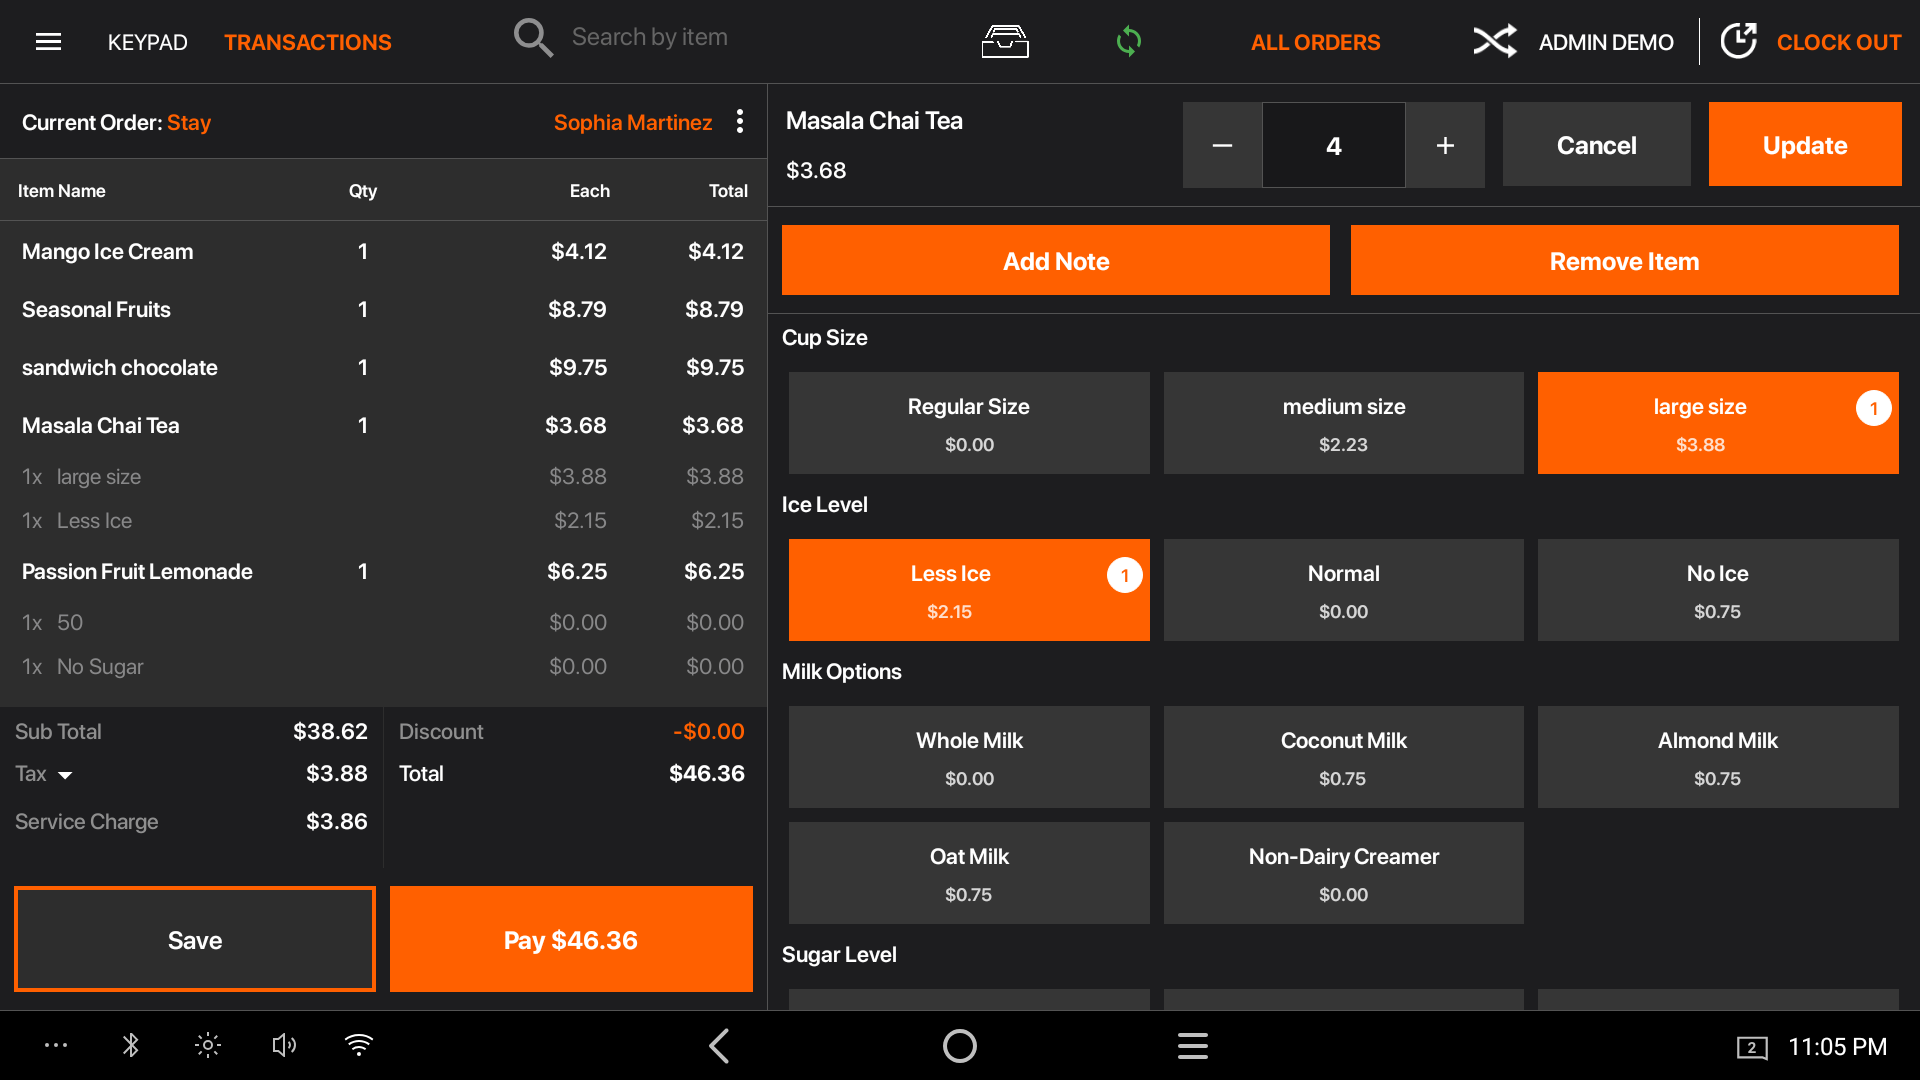 KEYPAD TRANSACTIONS Search by item ALL ORDERS ADMIN DEMO CLOCK OUT
Current Order: Stay Sophia Martinez
Item Name Qty Each Total
Mango Ice Cream 1 $4.12 $4.12
Seasonal Fruits 1 $8.79 $8.79
sandwich chocolate 1 $9.75 $9.75
Masala Chai Tea 1 $3.68 $3.68
1x large size $3.88 $3.88
1x Less Ice $2.15 $2.15
Passion Fruit Lemonade 1 $6.25 $6.25
1x 50 $0.00 $0.00
1x No Sugar $0.00 $0.00
Sub Total $38.62 Discount -$0.00
Tax $3.88 Total $46.36
Service Charge $3.86
Save Pay $46.36
Masala Chai Tea
$3.68
− 4 + Cancel Update
Add Note Remove Item
Cup Size
Regular Size medium size large size 1
$0.00 $2.23 $3.88
Ice Level
Less Ice 1 Normal No Ice
$2.15 $0.00 $0.75
Milk Options
Whole Milk Coconut Milk Almond Milk
$0.00 $0.75 $0.75
Oat Milk Non-Dairy Creamer
$0.75 $0.00
Sugar Level
2 11:05 PM